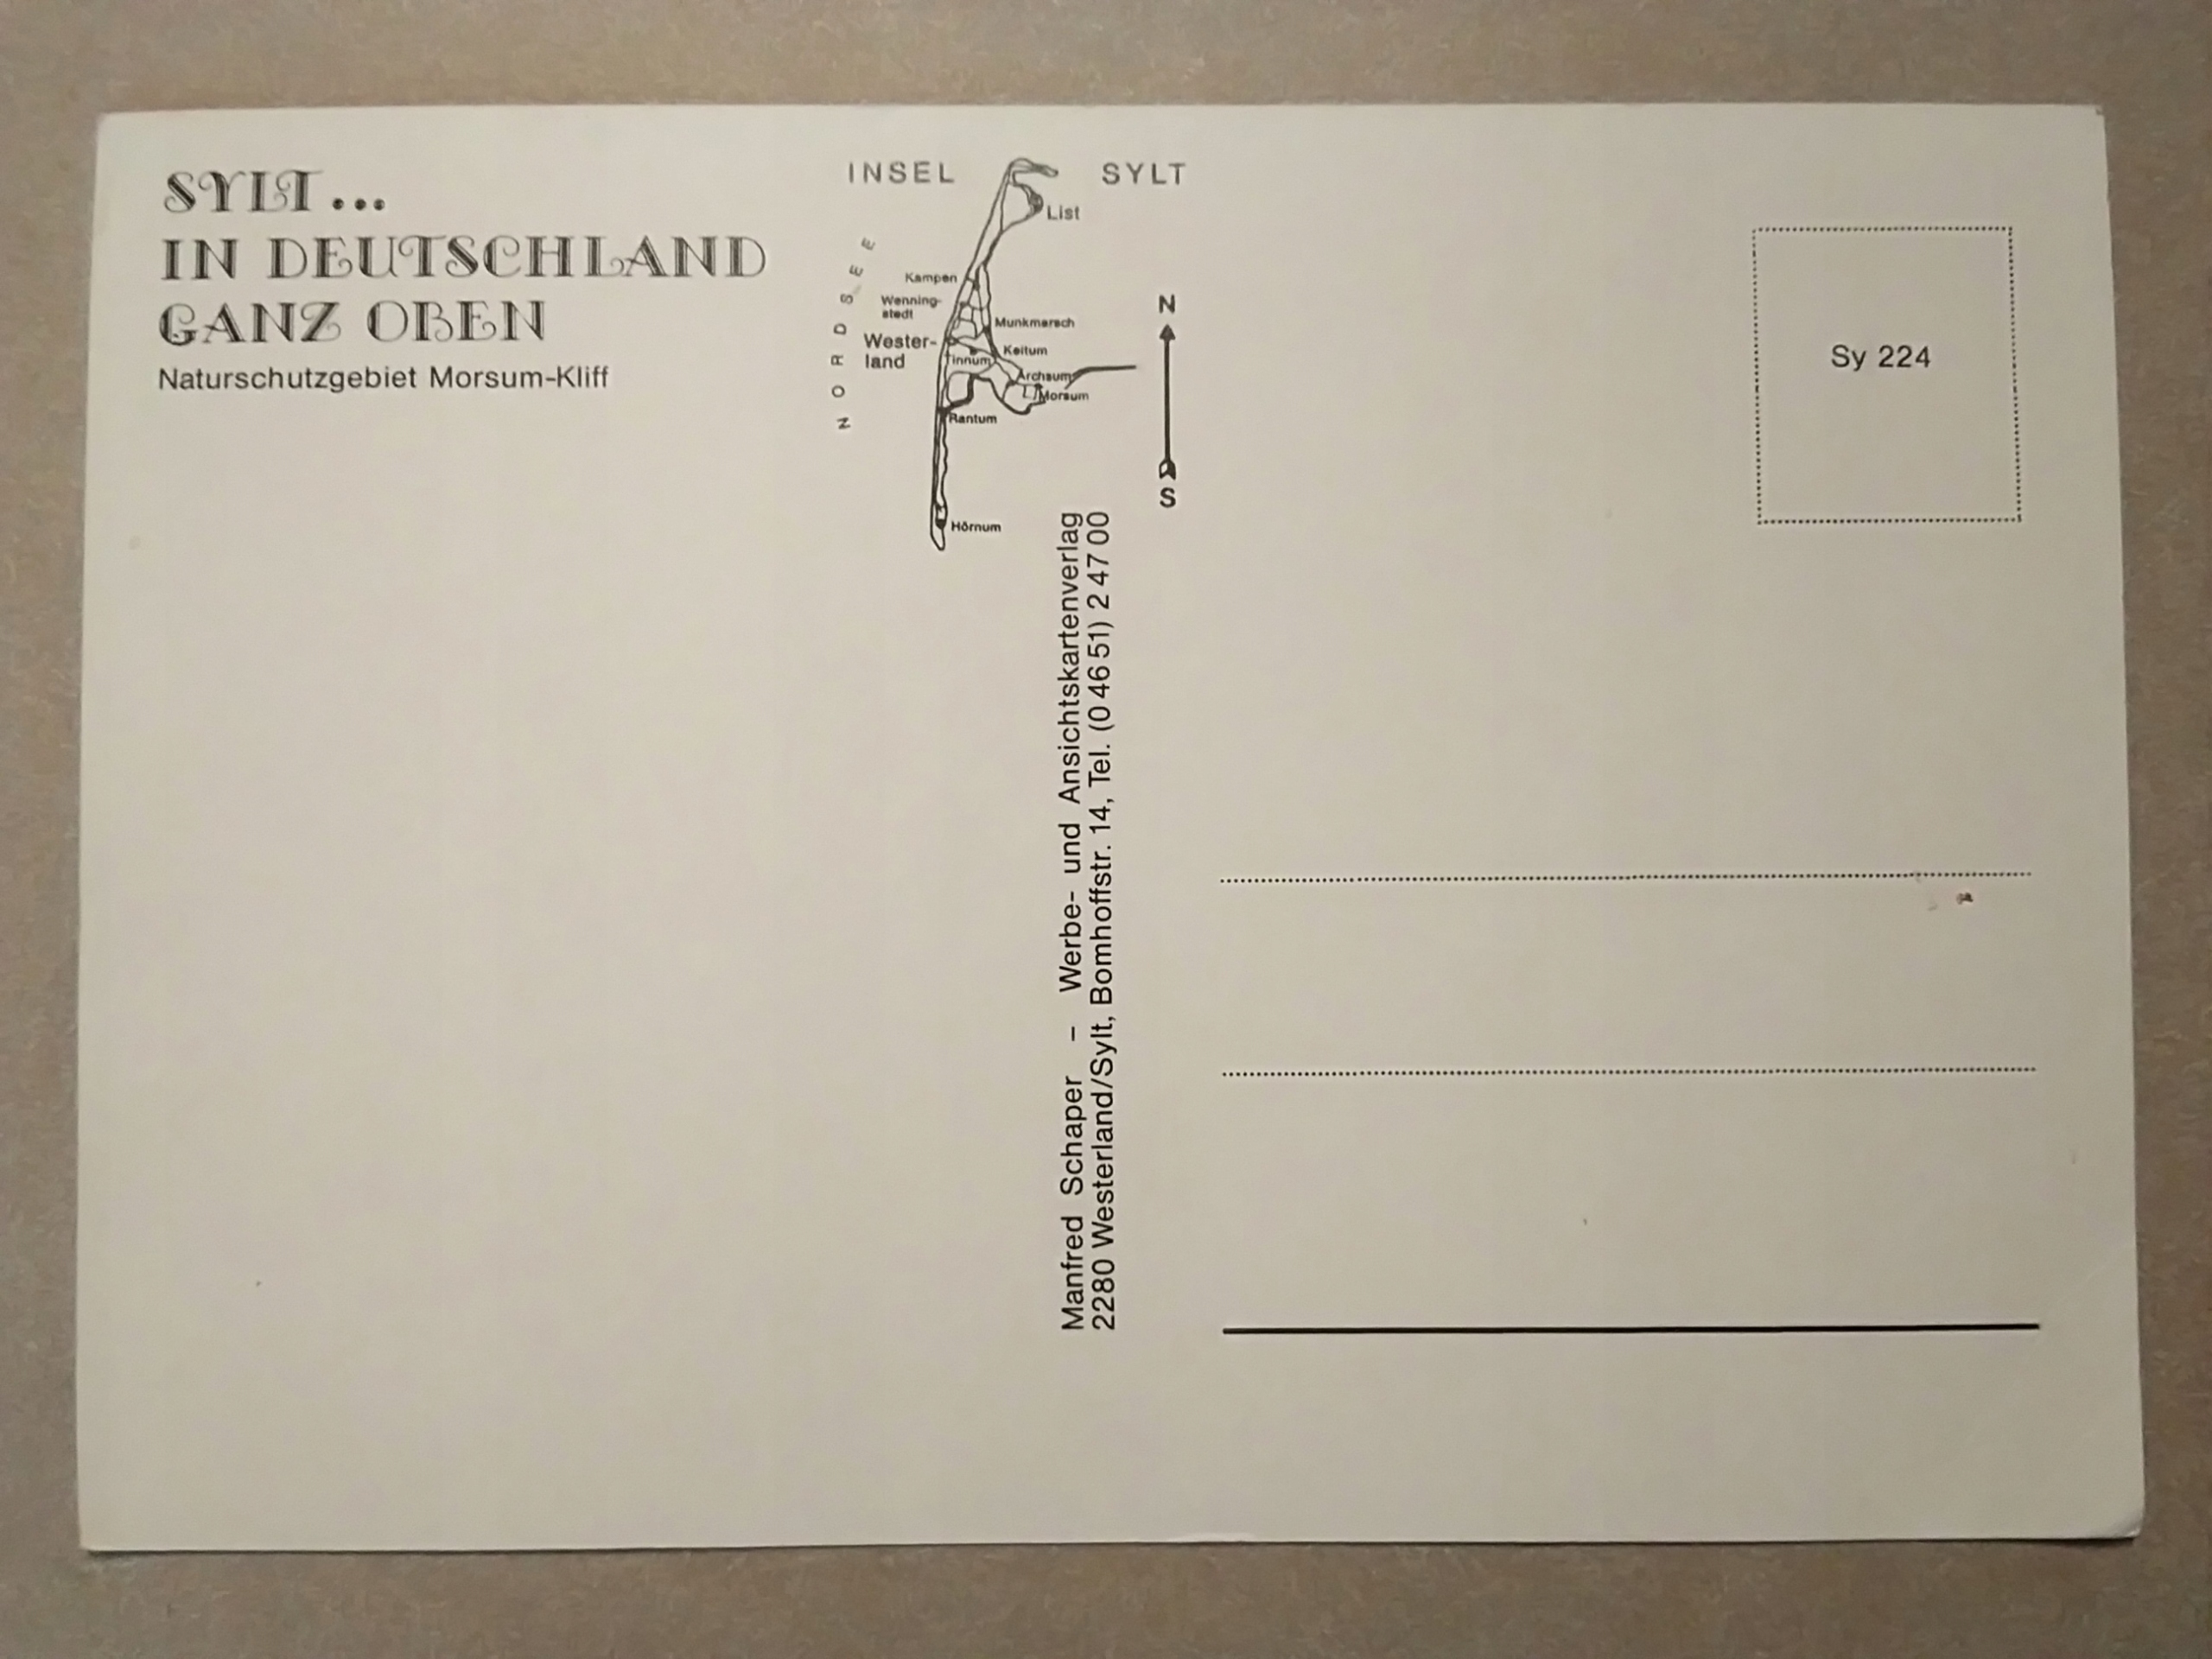 SYLT...
IN DEUTSCHLAND
GANZ OBEN
Naturschutzgebiet Morsum-Kliff
INSEL SYLT
List
NORDSEE
Kampen
Wenning-
stedt
Munkmarsch
Wester-
land
Keitum
Tinnum
Archsum
Morsum
Rantum
Hörnum
N
S
Manfred Schaper – Werbe- und Ansichtskartenverlag
2280 Westerland/Sylt, Bomhoffstr. 14, Tel. (0 46 51) 2 47 00
Sy 224